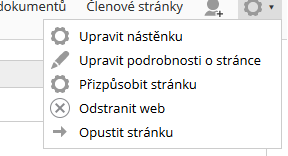 dokumentů Členové stránky
Upravit nástěnku
Upravit podrobnosti o stránce
Přizpůsobit stránku
Odstranit web
Opustit stránku